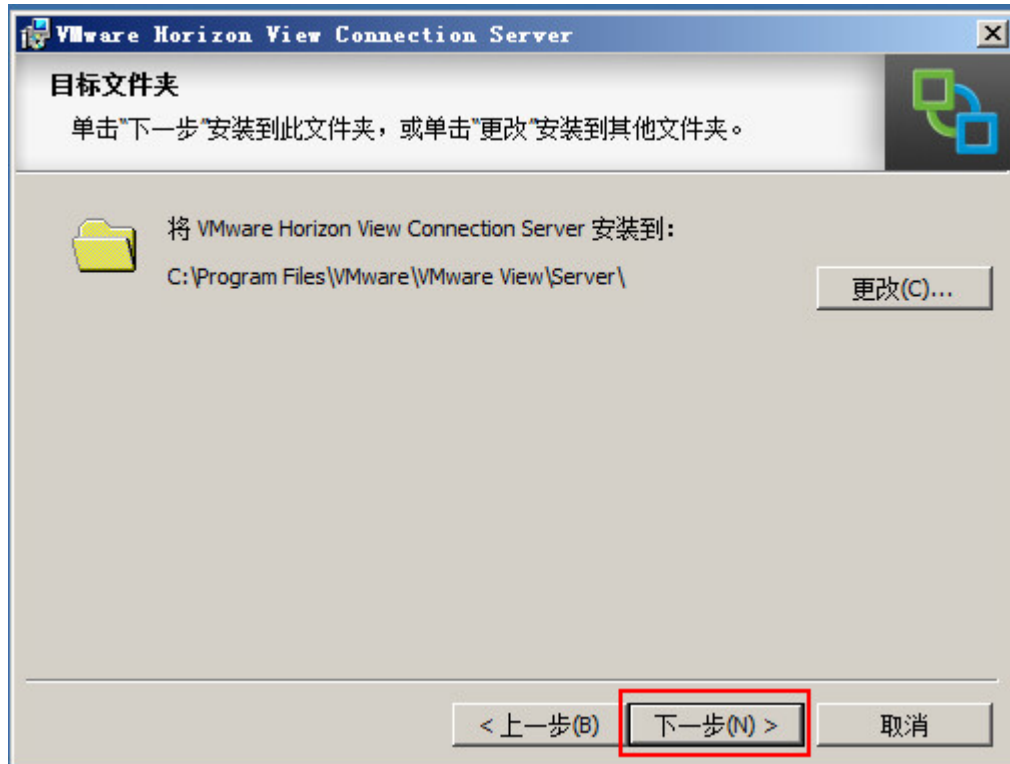 VMware Horizon View Connection Server
目标文件夹
单击"下一步"安装到此文件夹，或单击"更改"安装到其他文件夹。
将 VMware Horizon View Connection Server 安装到：
C:\Program Files\VMware\VMware View\Server\
更改(C)...
<上一步(B)
下一步(N) >
取消